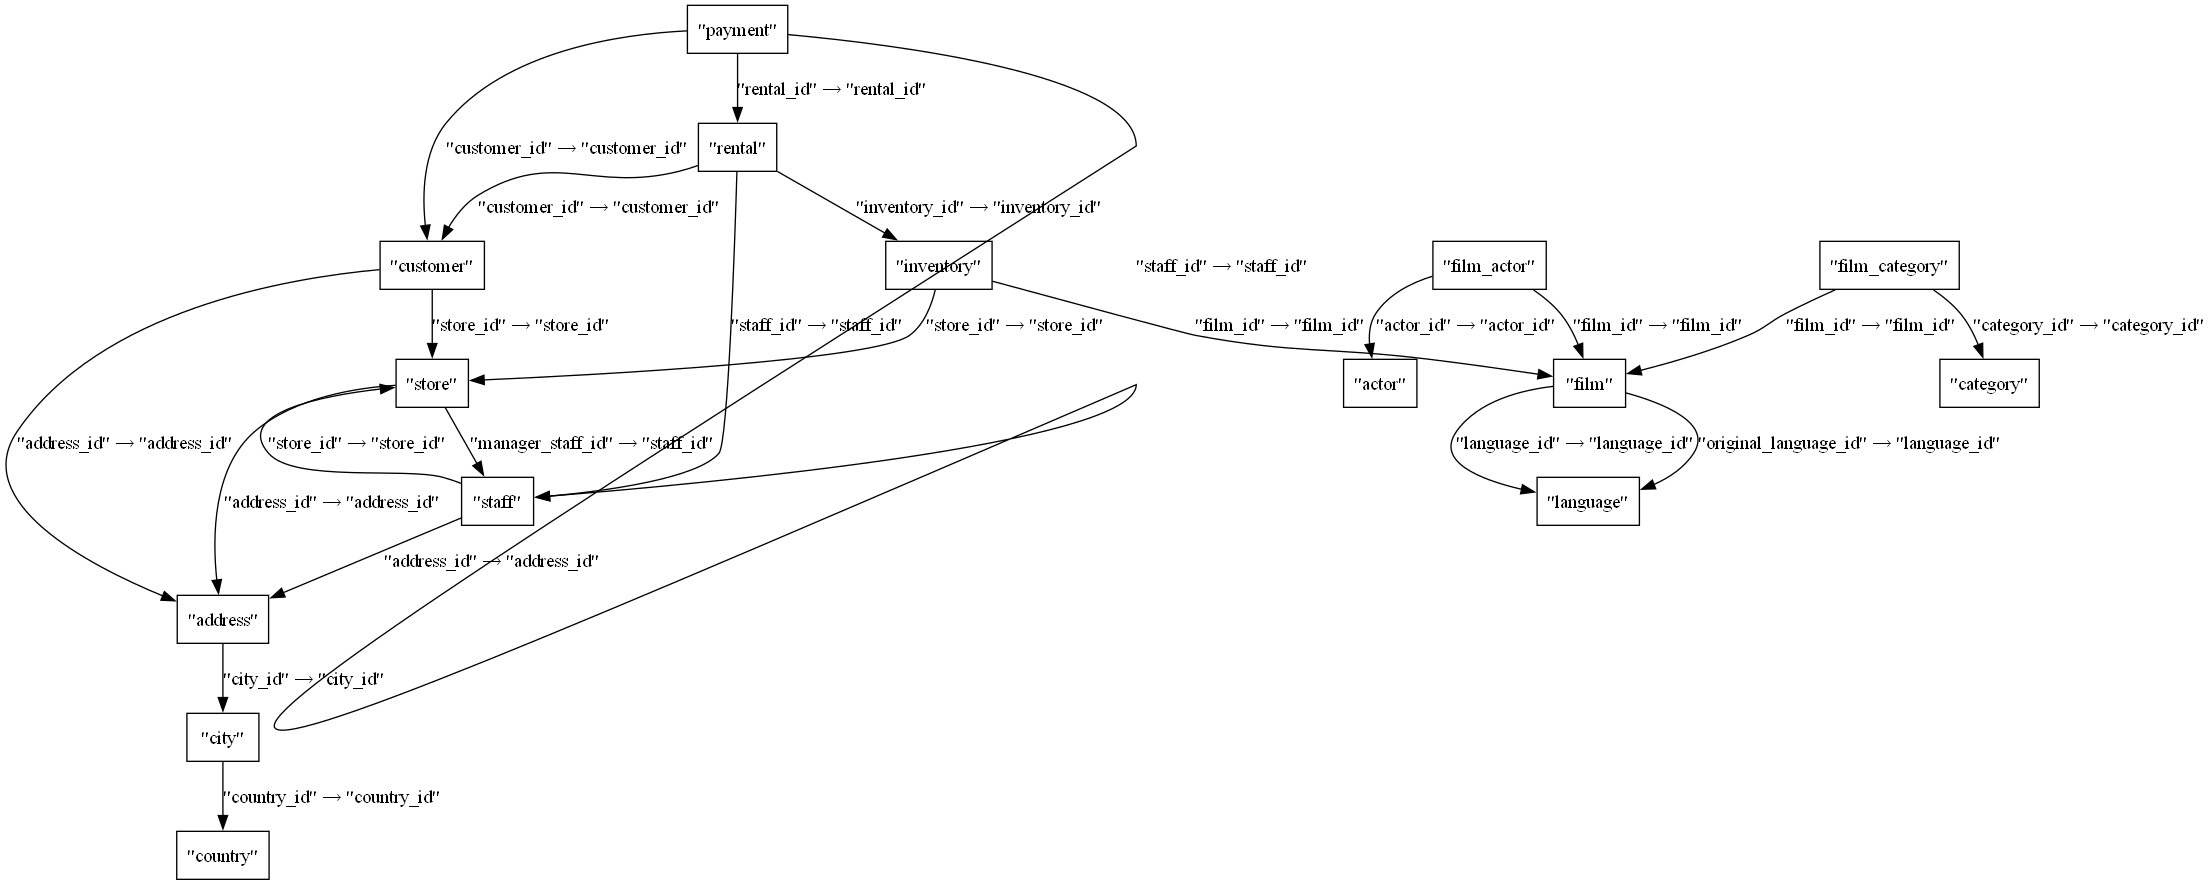 "payment"
"rental_id" → "rental_id"
"customer_id" → "customer_id"
"rental"
"customer_id" → "customer_id"
"inventory_id" → "inventory_id"
"customer"
"inventory"
"staff_id" → "staff_id"
"film_actor"
"film_category"
"store_id" → "store_id"
"staff_id" → "staff_id"
"store_id" → "store_id"
"film_id" → "film_id"
"actor_id" → "actor_id"
"film_id" → "film_id"
"film_id" → "film_id"
"category_id" → "category_id"
"store"
"actor"
"film"
"category"
"address_id" → "address_id"
"store_id" → "store_id"
"manager_staff_id" → "staff_id"
"language_id" → "language_id"
"original_language_id" → "language_id"
"address_id" → "address_id"
"staff"
"language"
"address_id" → "address_id"
"address"
"city_id" → "city_id"
"city"
"country_id" → "country_id"
"country"